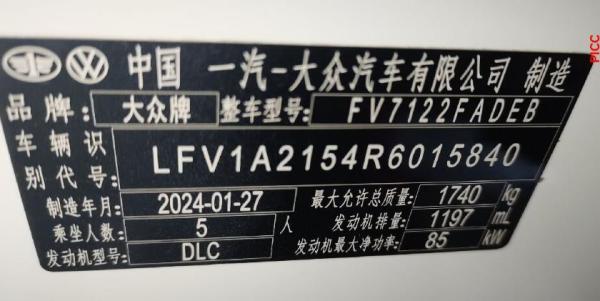 中国 一汽-大众汽车有限公司 制造
品牌: 大众牌 整车型号: FV7122FADEB
车辆识别代号: LFV1A2154R6015840
制造年月: 2024-01-27 最大允许总质量: 1740 kg
乘坐人数: 5 人 发动机排量: 1197 mL
发动机型号: DLC 发动机最大净功率: 85 kW
PICC